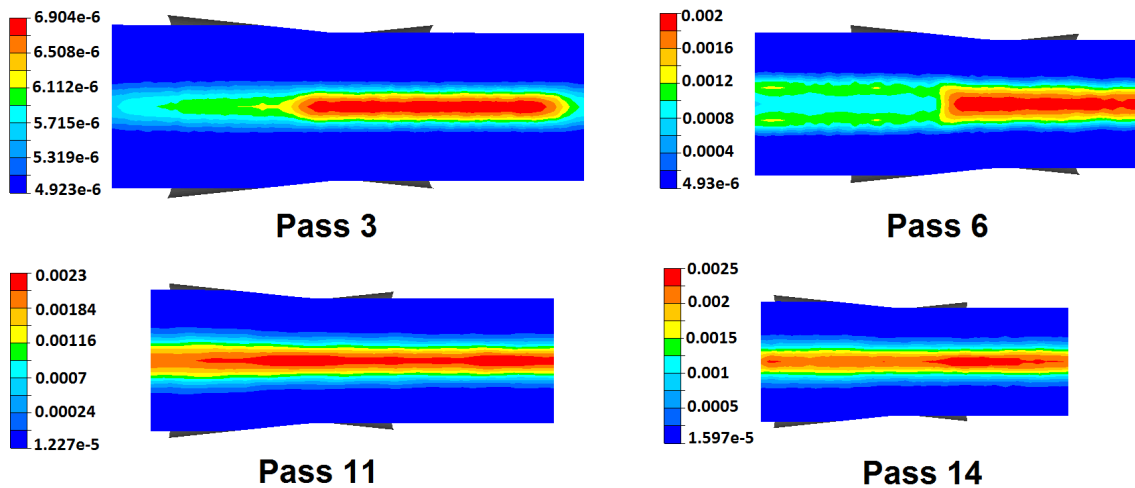 6.904e-6
6.508e-6
6.112e-6
5.715e-6
5.319e-6
4.923e-6
Pass 3
0.002
0.0016
0.0012
0.0008
0.0004
4.93e-6
Pass 6
0.0023
0.00184
0.00116
0.0007
0.00024
1.227e-5
Pass 11
0.0025
0.002
0.0015
0.001
0.0005
1.597e-5
Pass 14